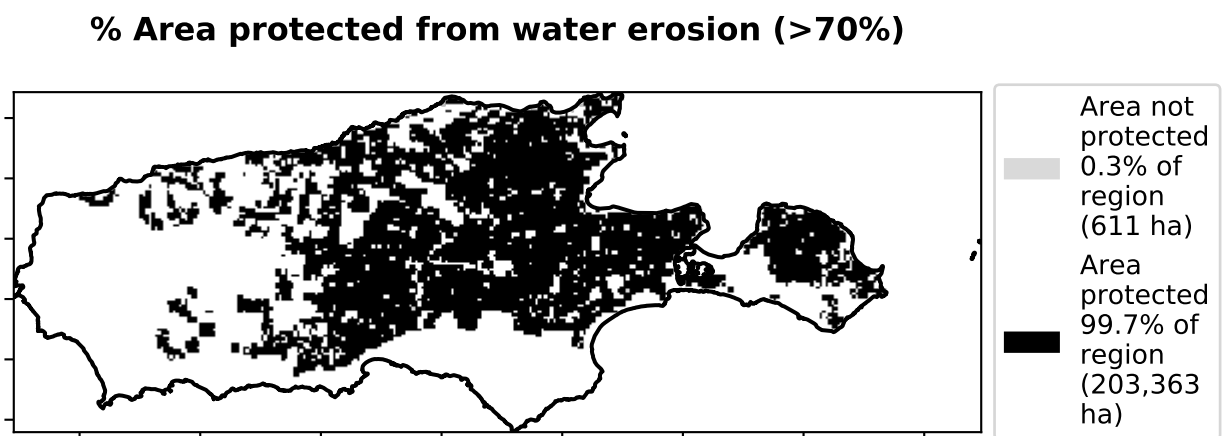 % Area protected from water erosion (>70%)
Area not
protected
0.3% of
region
(611 ha)
Area
protected
99.7% of
region
(203,363
ha)